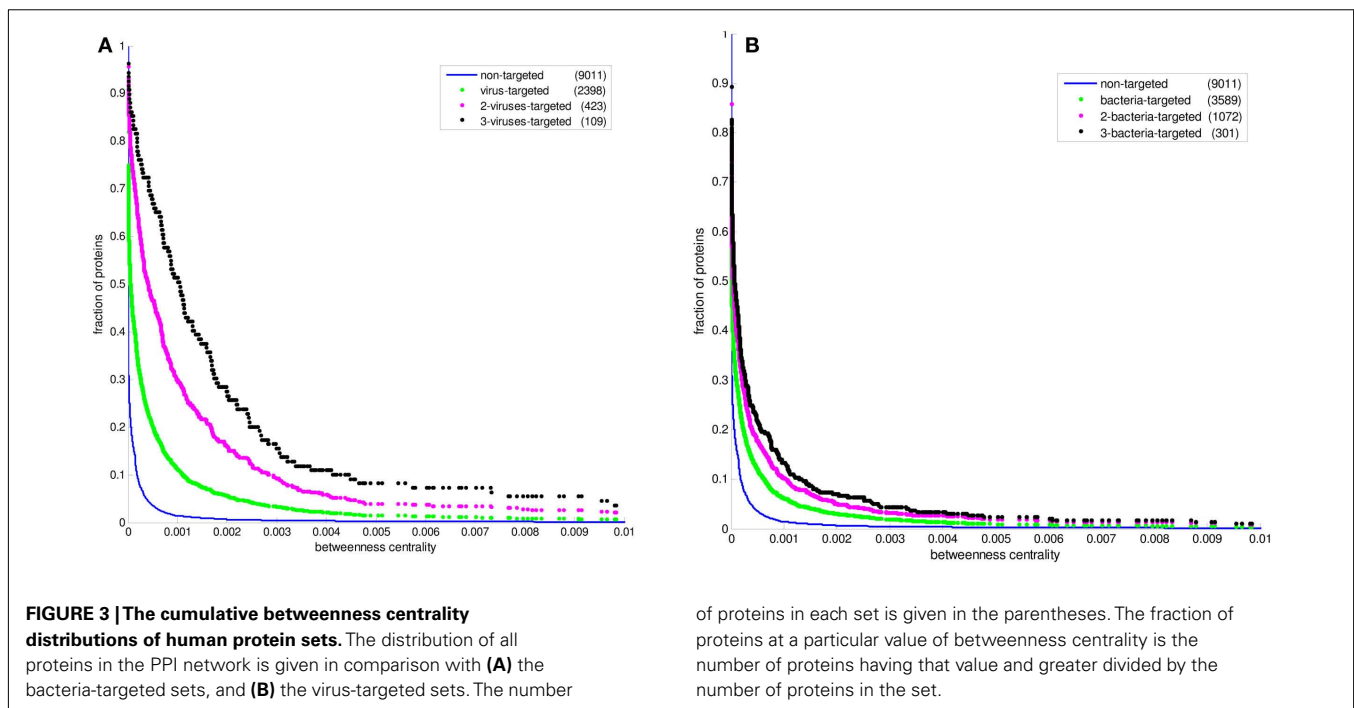 A
1
0.9
0.8
0.7
0.6
0.5
0.4
0.3
0.2
0.1
0
fraction of proteins
non-targeted (9011)
virus-targeted (2398)
2-viruses-targeted (423)
3-viruses-targeted (109)
0 0.001 0.002 0.003 0.004 0.005 0.006 0.007 0.008 0.009 0.01
betweenness centrality
B
1
0.9
0.8
0.7
0.6
0.5
0.4
0.3
0.2
0.1
0
fraction of proteins
non-targeted (9011)
bacteria-targeted (3589)
2-bacteria-targeted (1072)
3-bacteria-targeted (301)
0 0.001 0.002 0.003 0.004 0.005 0.006 0.007 0.008 0.009 0.01
betweenness centrality
FIGURE 3 | The cumulative betweenness centrality
distributions of human protein sets. The distribution of all
proteins in the PPI network is given in comparison with (A) the
bacteria-targeted sets, and (B) the virus-targeted sets. The number
of proteins in each set is given in the parentheses. The fraction of
proteins at a particular value of betweenness centrality is the
number of proteins having that value and greater divided by the
number of proteins in the set.